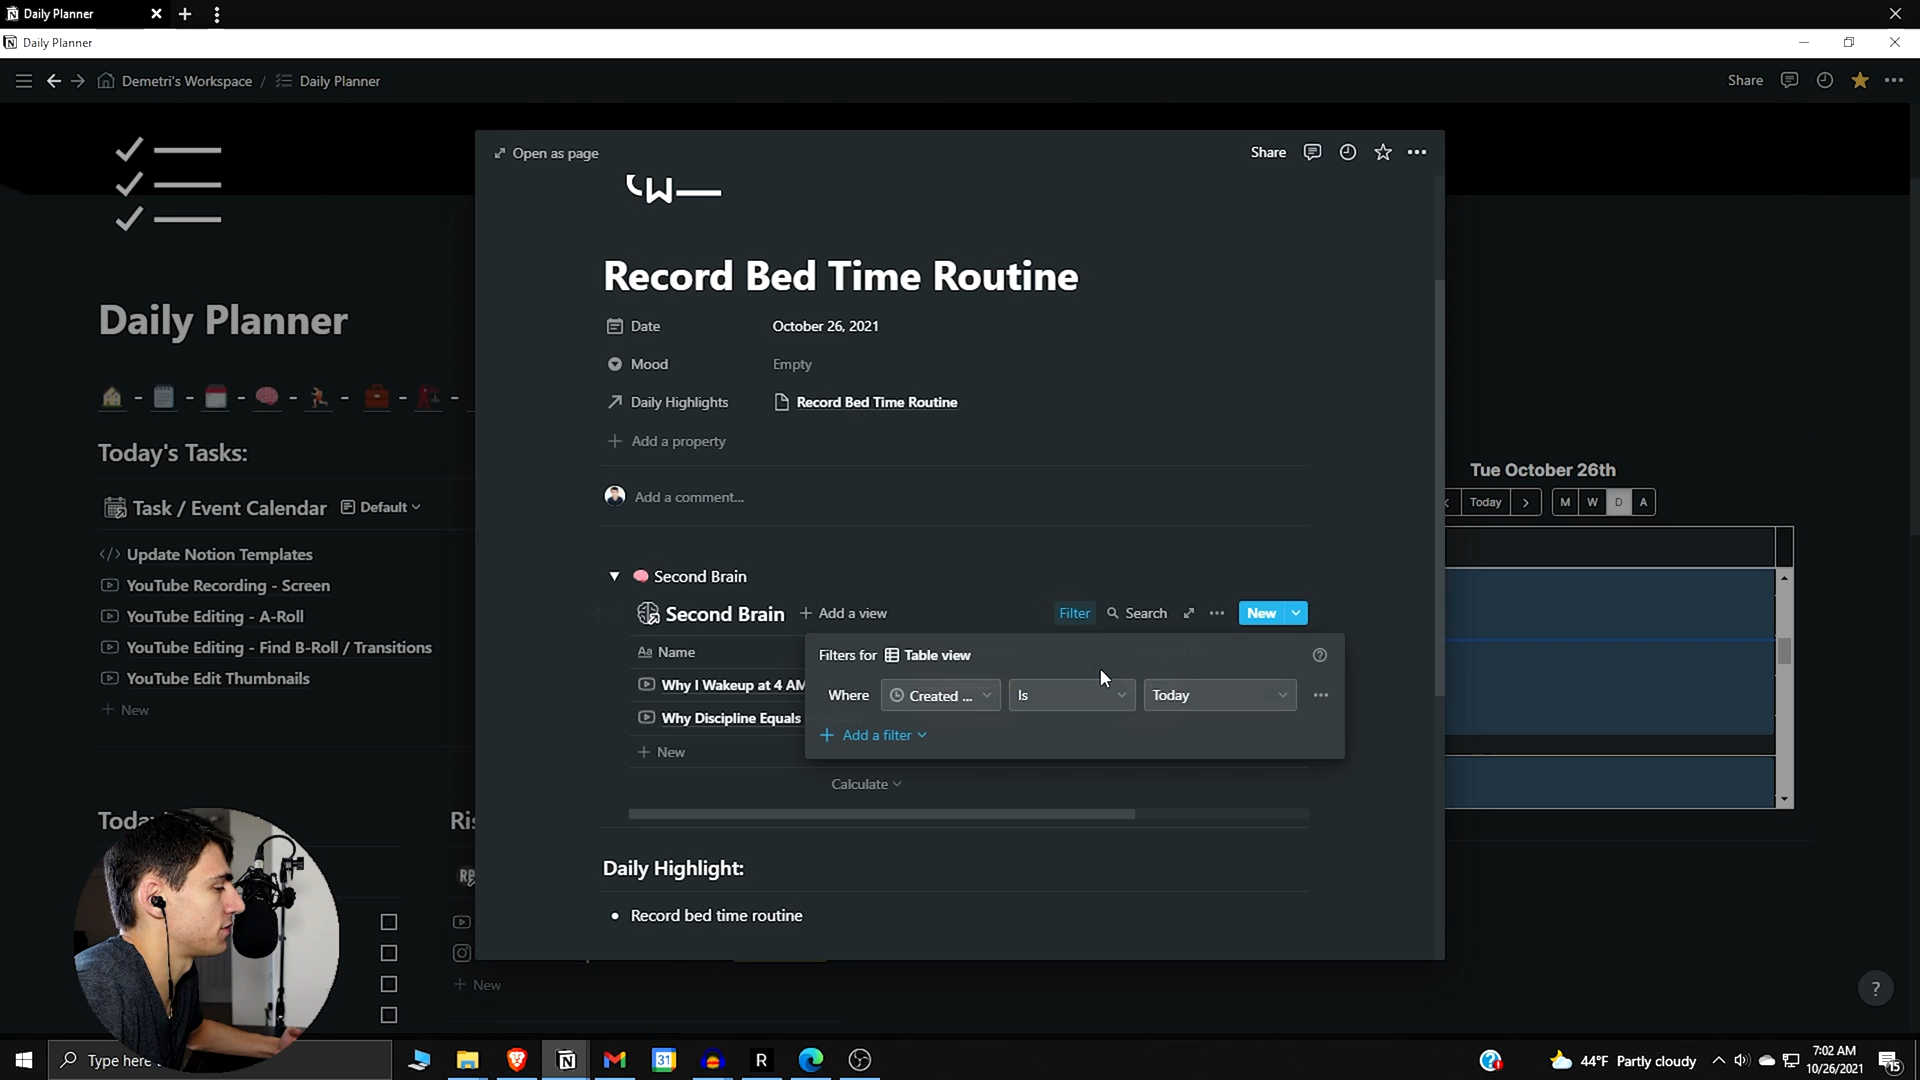 Daily Planner
Daily Planner
Demetri's Workspace / Daily Planner
Share
Open as page
Share
Record Bed Time Routine
Date October 26, 2021
Mood Empty
Daily Highlights Record Bed Time Routine
Add a property
Add a comment...
Second Brain
Second Brain Add a view Filter Search New
Aa Name
Why I Wakeup at 4 AM
Why Discipline Equals
New
Calculate
Filters for Table view
Where Created ... Is Today
Add a filter
Daily Highlight:
Record bed time routine
Daily Planner
Today's Tasks:
Task / Event Calendar Default
Update Notion Templates
YouTube Recording - Screen
YouTube Editing - A-Roll
YouTube Editing - Find B-Roll / Transitions
YouTube Edit Thumbnails
New
New
Tue October 26th
Today M W D A
?
Type here
31
R
44°F Partly cloudy
7:02 AM
10/26/2021
15